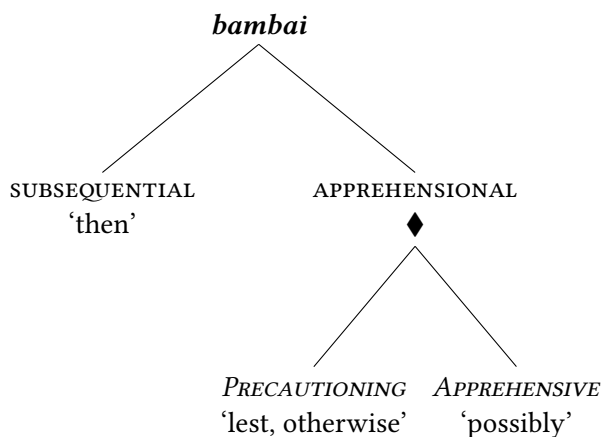 bambai
SUBSEQUENTIAL APPREHENSIONAL
‘then’ ♦
PRECAUTIONING APPREHENSIVE
‘lest, otherwise’ ‘possibly’